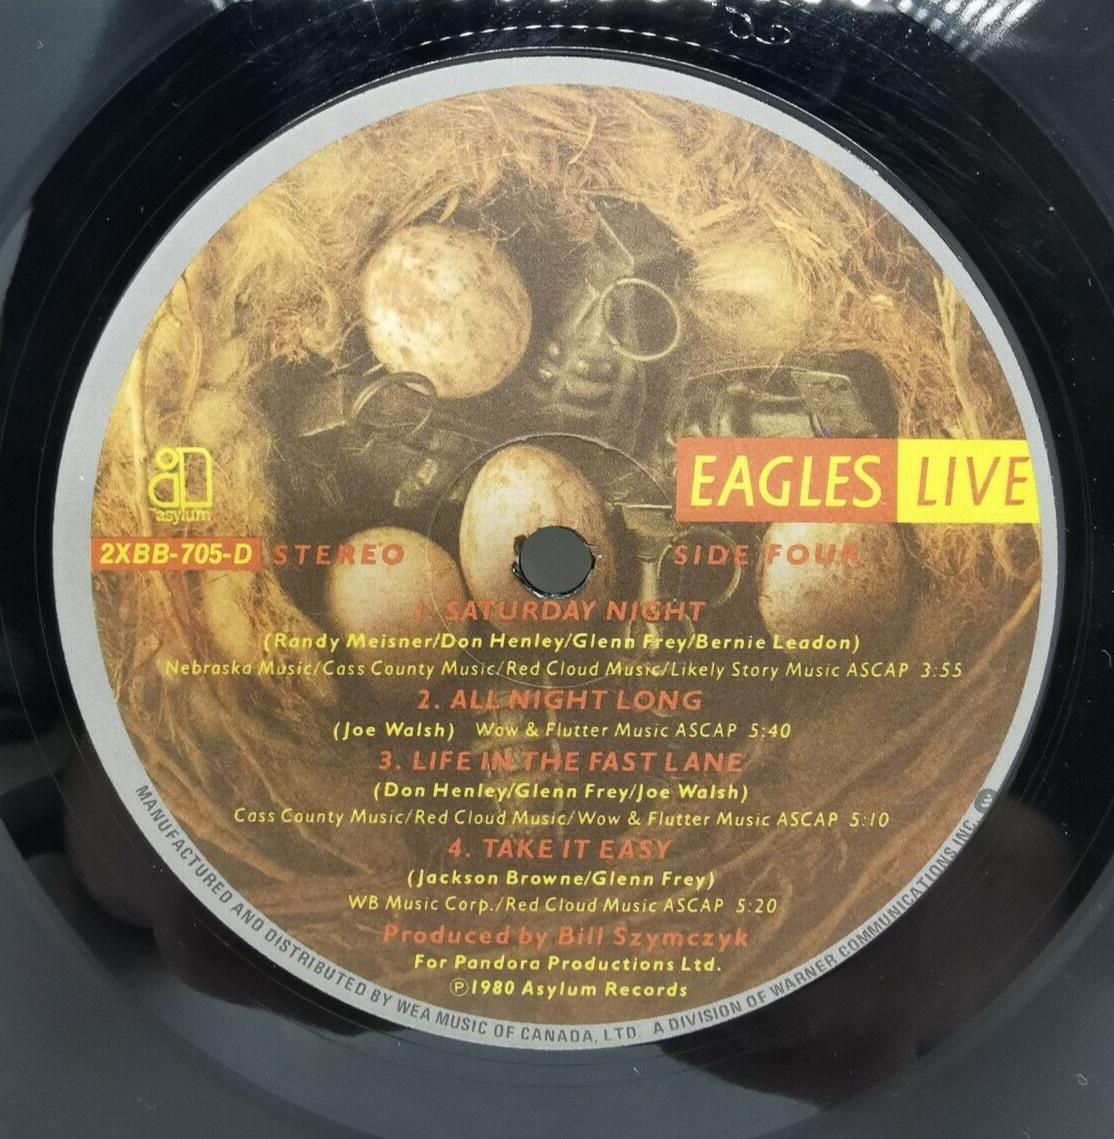 asylum
EAGLES LIVE
2XBB-705-D STEREO
SIDE FOUR
1. SATURDAY NIGHT
(Randy Meisner/Don Henley/Glenn Frey/Bernie Leadon)
Nebraska Music/Cass County Music/Red Cloud Music/Likely Story Music ASCAP 3:55
2. ALL NIGHT LONG
(Joe Walsh) Wow & Flutter Music ASCAP 5:40
3. LIFE IN THE FAST LANE
(Don Henley/Glenn Frey/Joe Walsh)
Cass County Music/Red Cloud Music/Wow & Flutter Music ASCAP 5:10
4. TAKE IT EASY
(Jackson Browne/Glenn Frey)
WB Music Corp./Red Cloud Music ASCAP 5:20
Produced by Bill Szymczyk
For Pandora Productions Ltd.
Ⓟ1980 Asylum Records
MANUFACTURED AND DISTRIBUTED BY WEA MUSIC OF CANADA, LTD. A DIVISION OF WARNER COMMUNICATIONS INC.